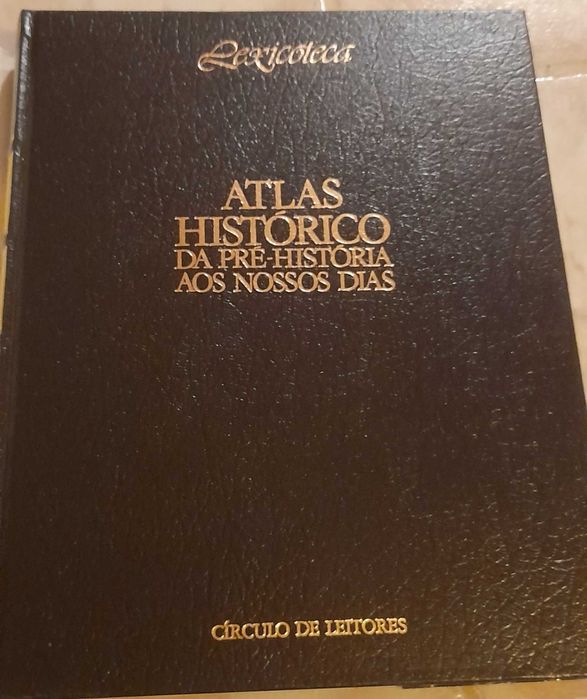 Lexicoteca
ATLAS
HISTÓRICO
DA PRÉ-HISTÓRIA
AOS NOSSOS DIAS
CÍRCULO DE LEITORES